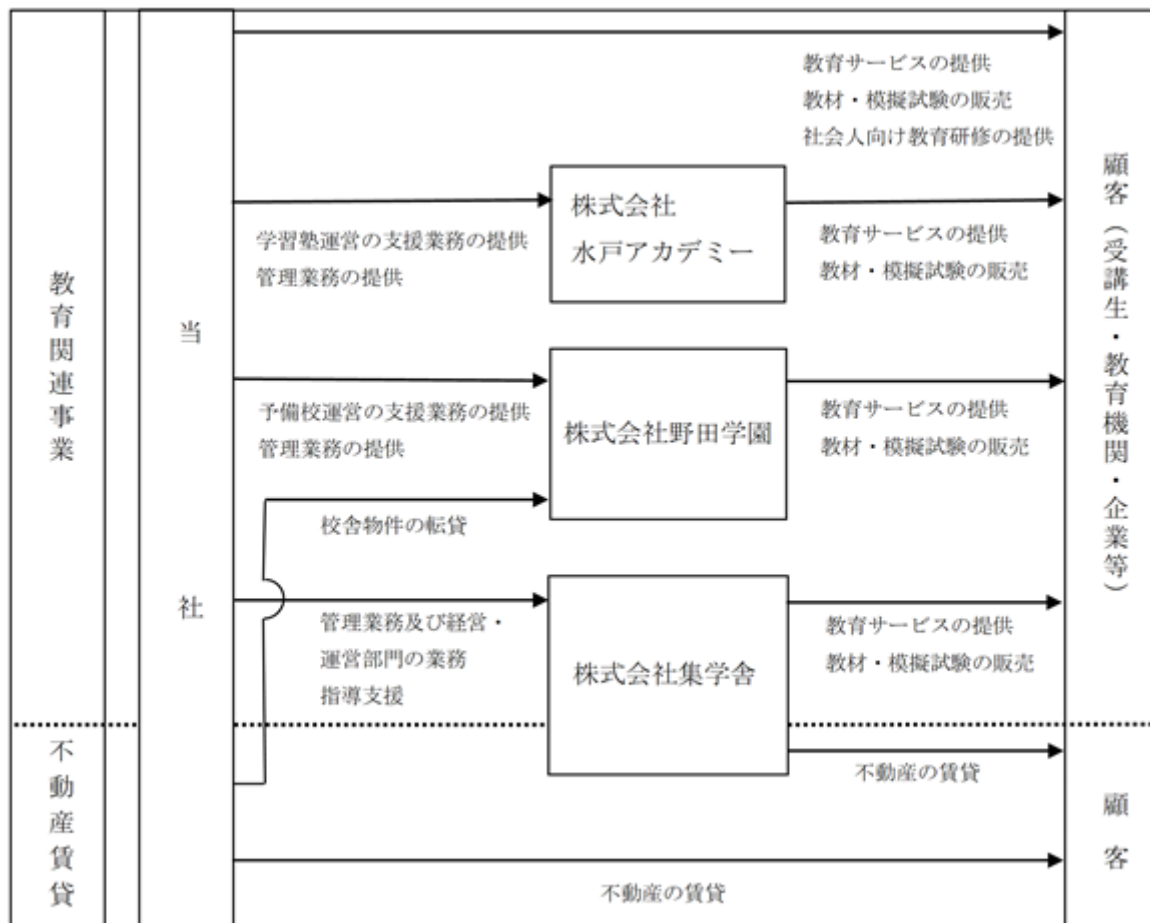 教育関連事業
不動産賃貸
当社
教育サービスの提供
教材・模擬試験の販売
社会人向け教育研修の提供
学習塾運営の支援業務の提供
管理業務の提供
株式会社
水戸アカデミー
教育サービスの提供
教材・模擬試験の販売
予備校運営の支援業務の提供
管理業務の提供
株式会社野田学園
教育サービスの提供
教材・模擬試験の販売
校舎物件の転貸
管理業務及び経営・
運営部門の業務
指導支援
株式会社集学舎
教育サービスの提供
教材・模擬試験の販売
不動産の賃貸
不動産の賃貸
顧客（受講生・教育機関・企業等）
顧客